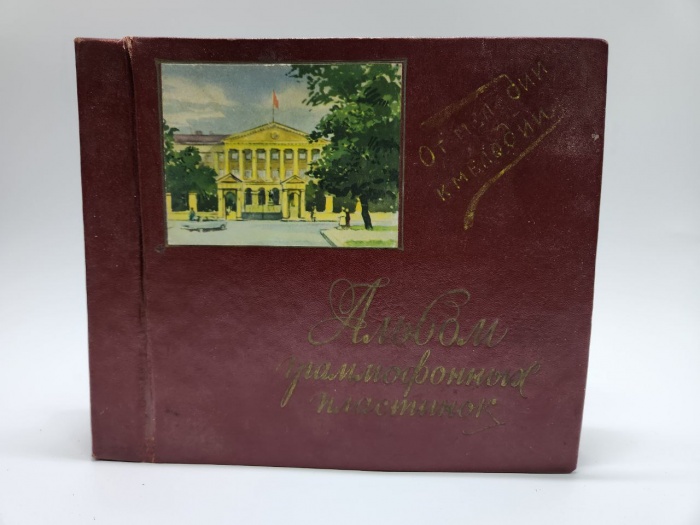 От мелодии
к мелодии
Альбом
граммофонных
пластинок